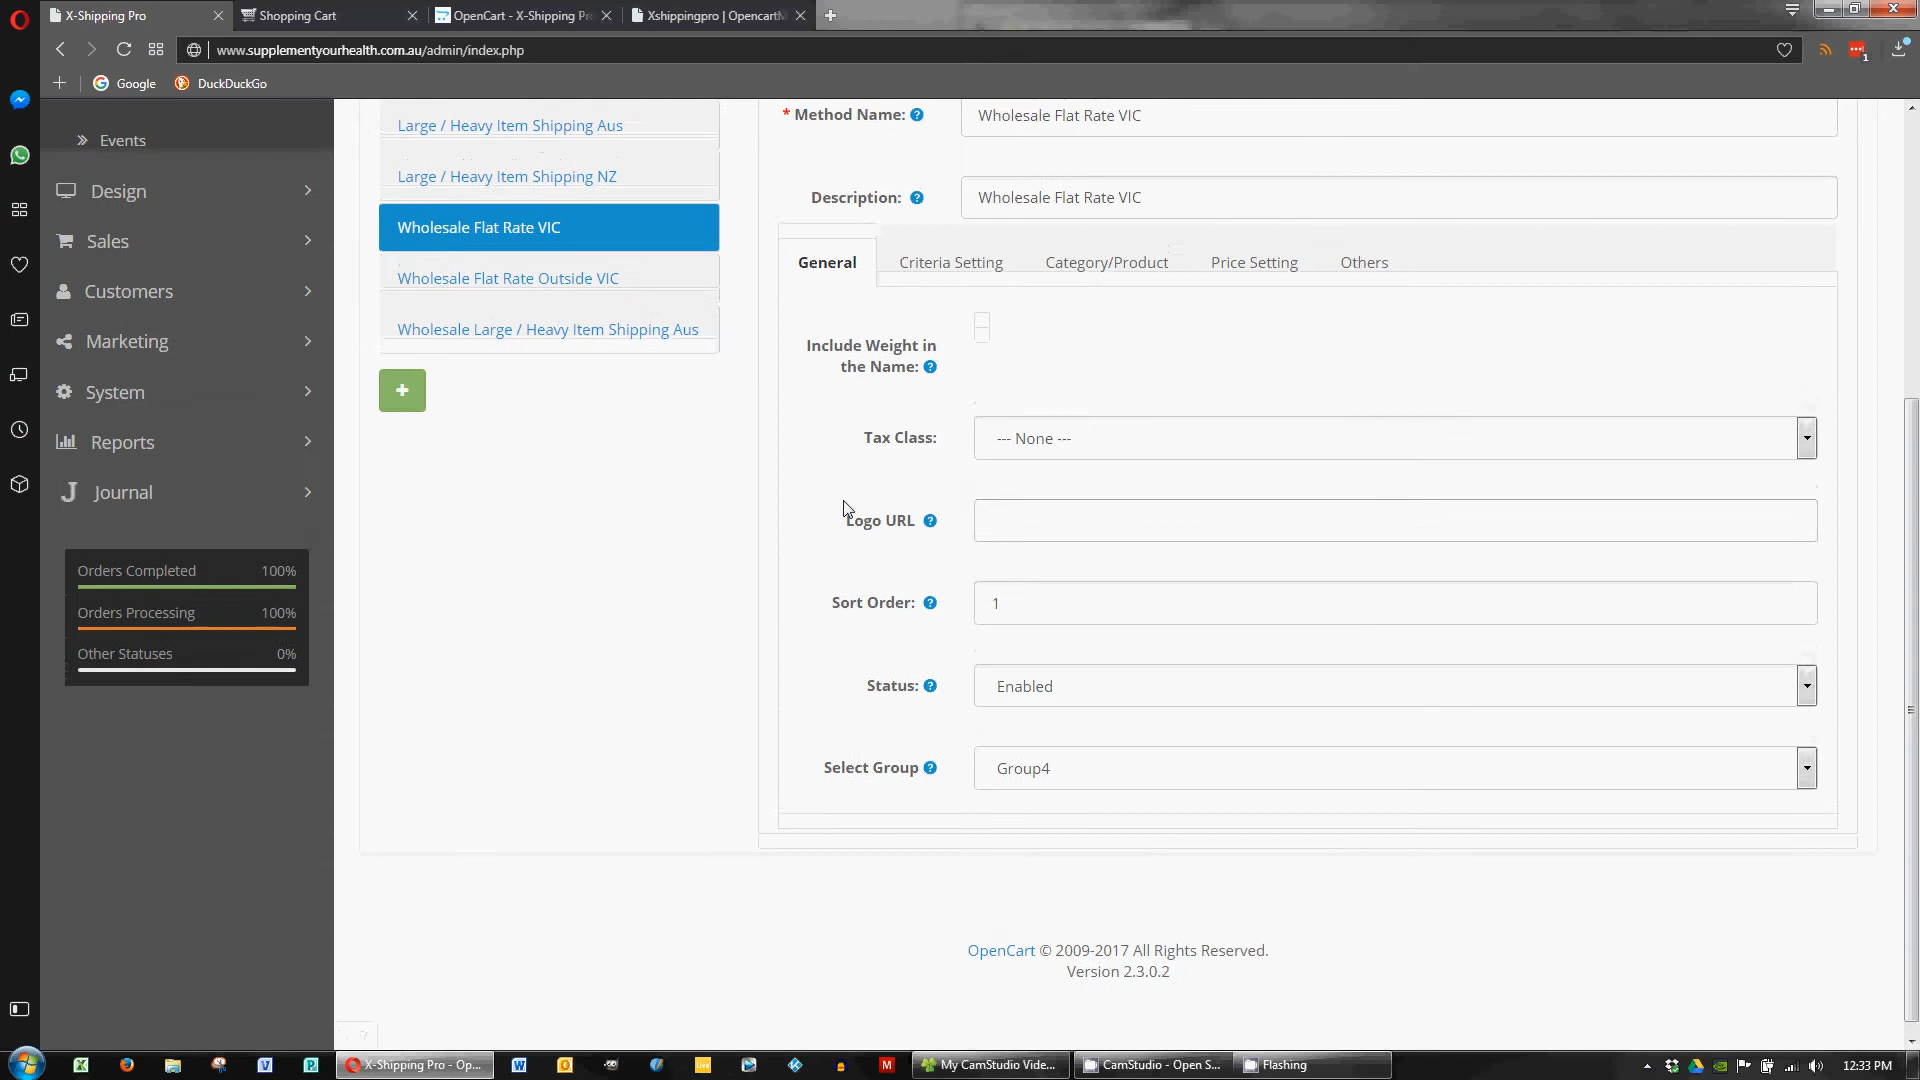 X-Shipping Pro
Shopping Cart
OpenCart - X-Shipping Pr
Xshippingpro | OpencartM
www.supplementyourhealth.com.au/admin/index.php
1
Google
DuckDuckGo
Events
Design
Sales
Customers
Marketing
System
Reports
Journal
Orders Completed 100%
Orders Processing 100%
Other Statuses 0%
Large / Heavy Item Shipping Aus
Large / Heavy Item Shipping NZ
Wholesale Flat Rate VIC
Wholesale Flat Rate Outside VIC
Wholesale Large / Heavy Item Shipping Aus
+
* Method Name: ? Wholesale Flat Rate VIC
Description: ? Wholesale Flat Rate VIC
General Criteria Setting Category/Product Price Setting Others
Include Weight in
the Name: ?
Tax Class: --- None ---
Logo URL ?
Sort Order: ? 1
Status: ? Enabled
Select Group ? Group4
OpenCart © 2009-2017 All Rights Reserved.
Version 2.3.0.2
X-Shipping Pro - Op...
My CamStudio Vide...
CamStudio - Open S...
Flashing
12:33 PM